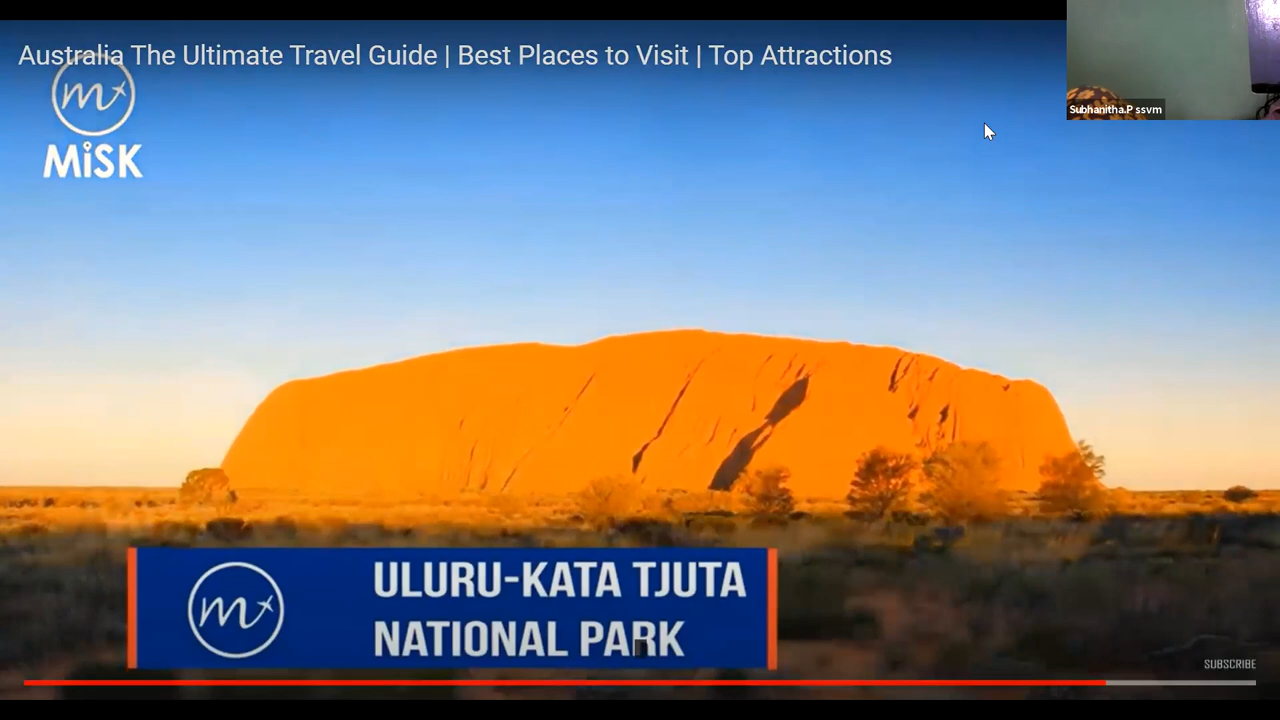 Australia The Ultimate Travel Guide | Best Places to Visit | Top Attractions
Subhanitha.P ssvm
m
MiSK
m
ULURU-KATA TJUTA
NATIONAL PARK
SUBSCRIBE